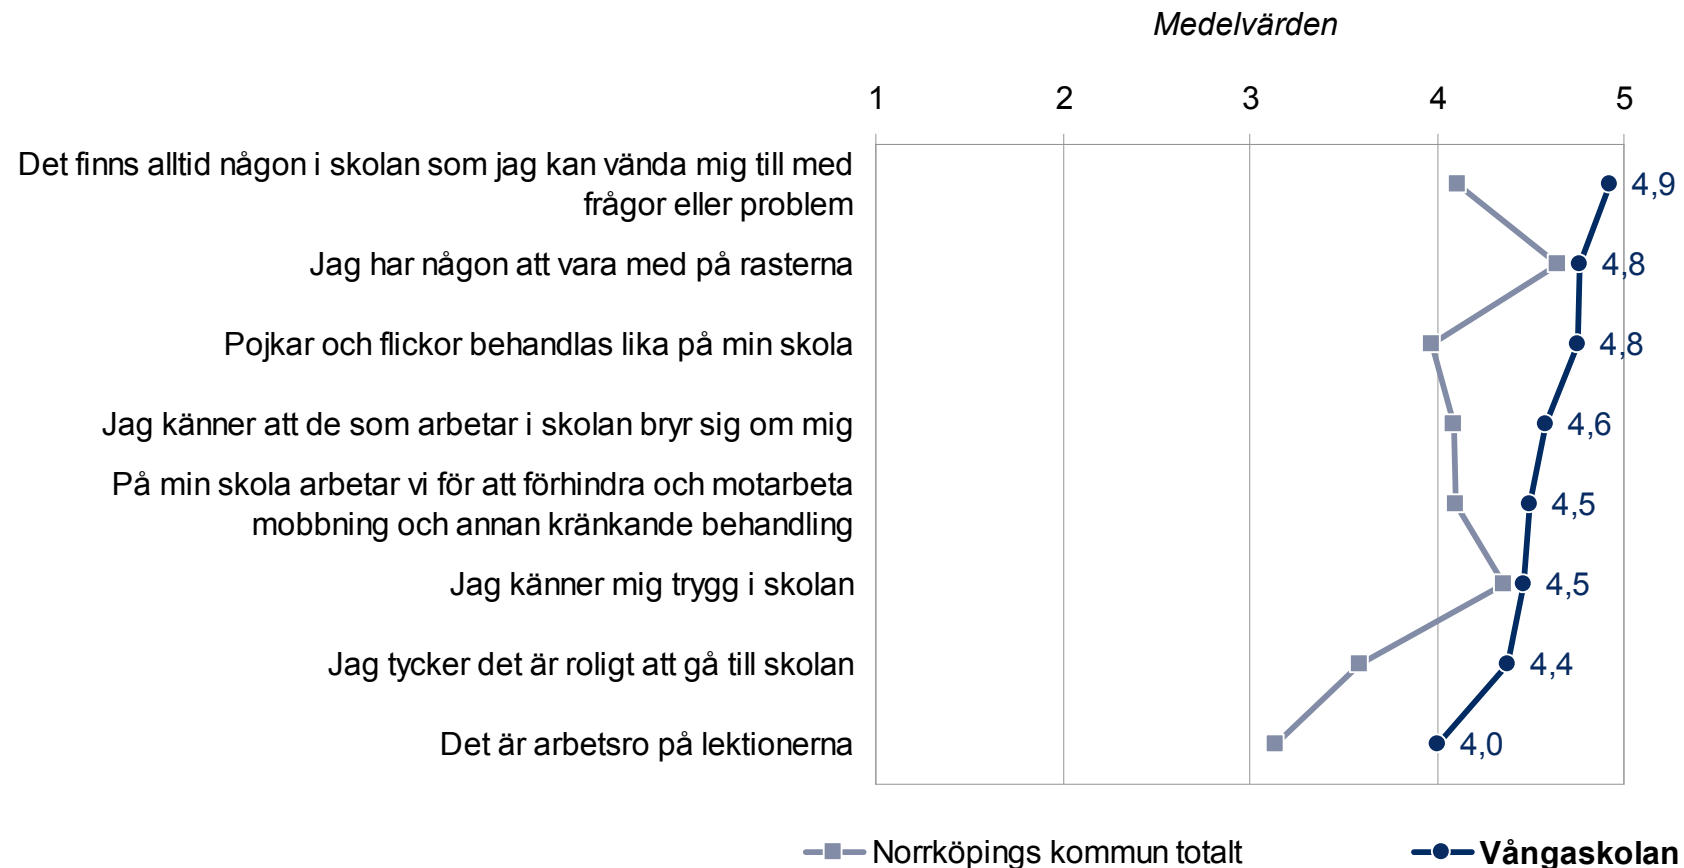 Medelvärden
1 2 3 4 5
Det finns alltid någon i skolan som jag kan vända mig till med
frågor eller problem
4,9
Jag har någon att vara med på rasterna
4,8
Pojkar och flickor behandlas lika på min skola
4,8
Jag känner att de som arbetar i skolan bryr sig om mig
4,6
På min skola arbetar vi för att förhindra och motarbeta
mobbning och annan kränkande behandling
4,5
Jag känner mig trygg i skolan
4,5
Jag tycker det är roligt att gå till skolan
4,4
Det är arbetsro på lektionerna
4,0
Norrköpings kommun totalt
Vångaskolan